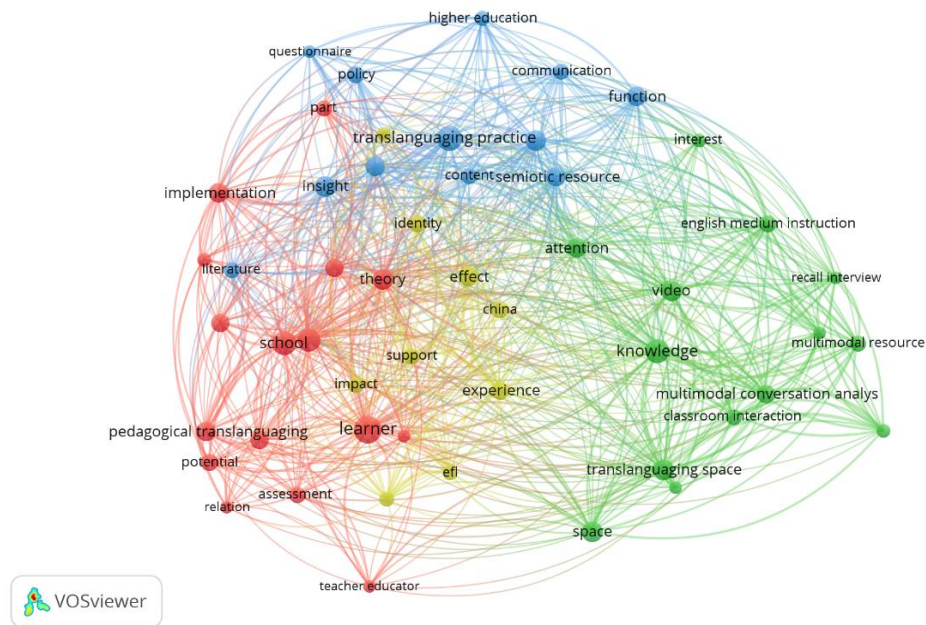 higher education
questionnaire
policy
communication
function
part
translanguaging practice
interest
content
semiotic resource
insight
implementation
identity
english medium instruction
attention
literature
theory
effect
recall interview
video
china
school
knowledge
multimodal resource
support
impact
experience
multimodal conversation analys
classroom interaction
learner
pedagogical translanguaging
potential
translanguaging space
efl
assessment
relation
space
teacher educator
VOSviewer